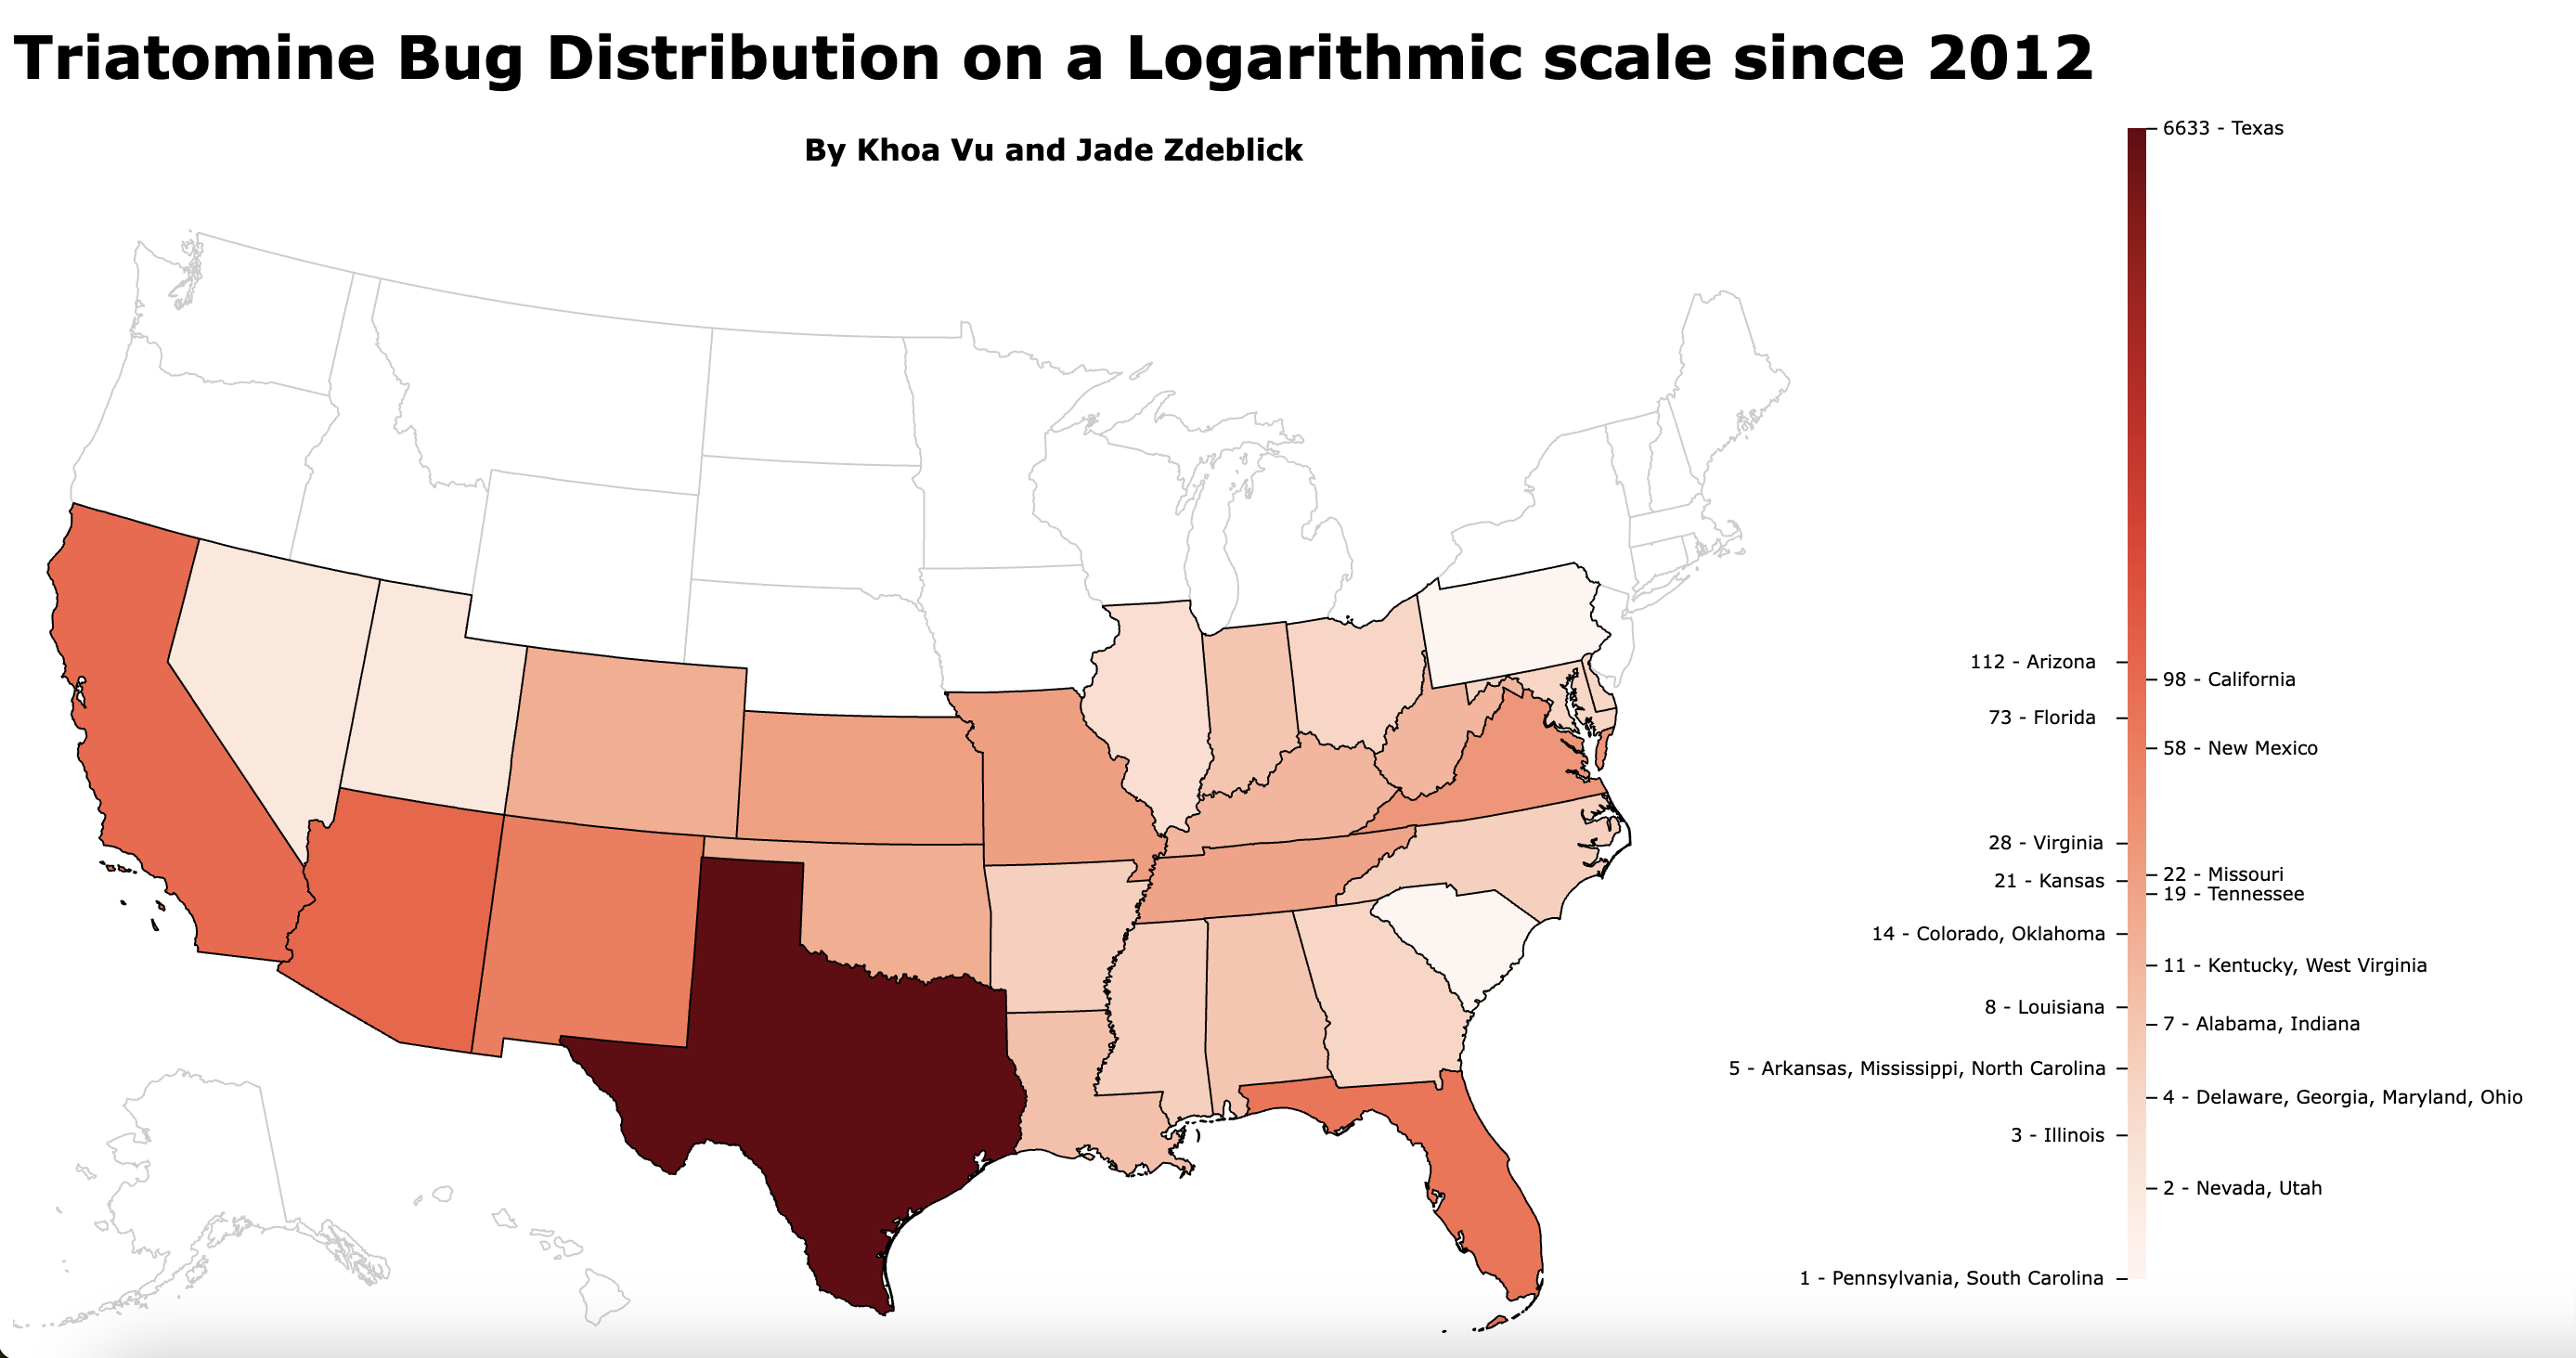 Triatomine Bug Distribution on a Logarithmic scale since 2012
By Khoa Vu and Jade Zdeblick
6633 - Texas
112 - Arizona
98 - California
73 - Florida
58 - New Mexico
28 - Virginia
22 - Missouri
21 - Kansas
19 - Tennessee
14 - Colorado, Oklahoma
11 - Kentucky, West Virginia
8 - Louisiana
7 - Alabama, Indiana
5 - Arkansas, Mississippi, North Carolina
4 - Delaware, Georgia, Maryland, Ohio
3 - Illinois
2 - Nevada, Utah
1 - Pennsylvania, South Carolina